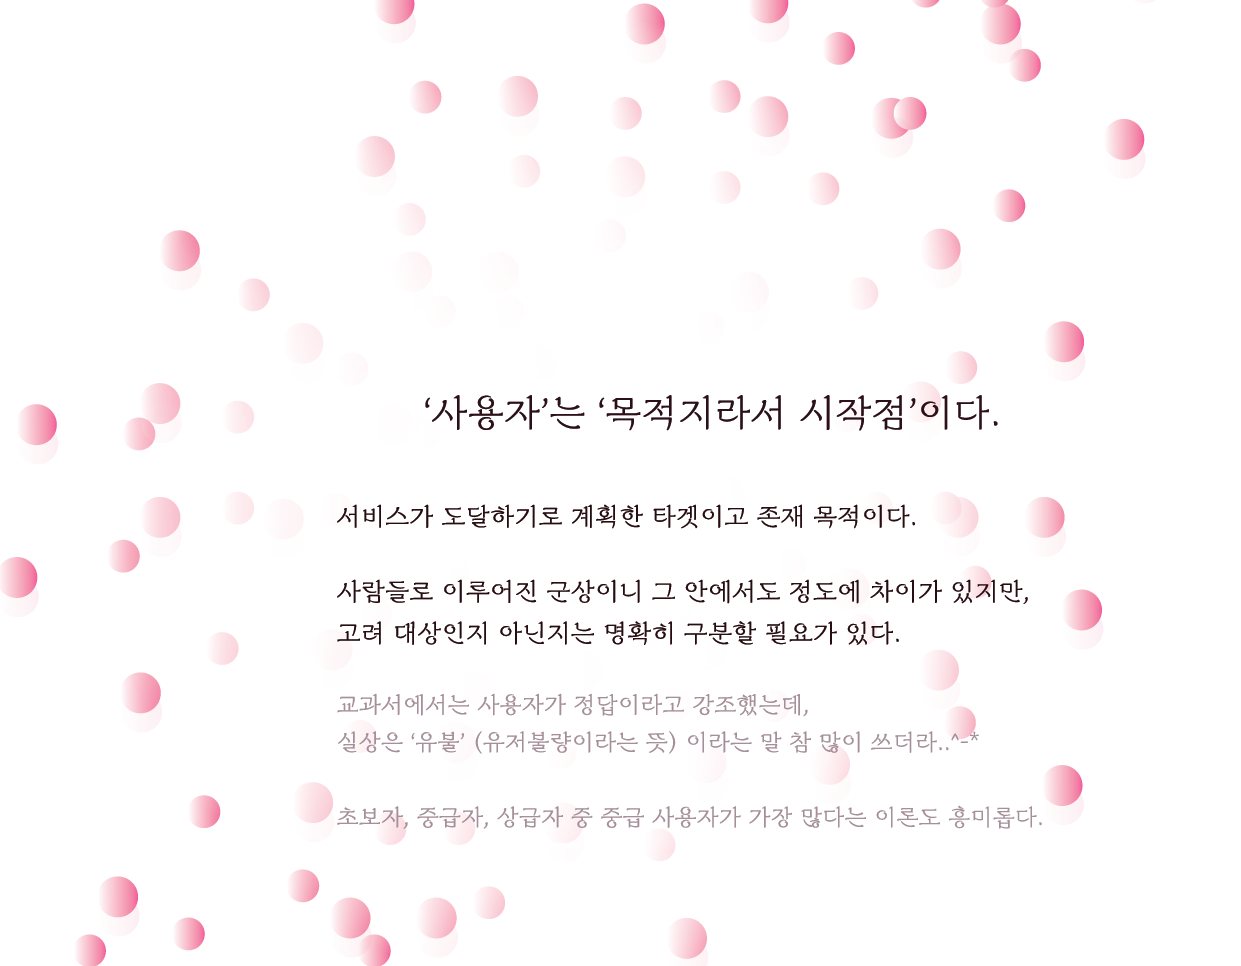 ‘사용자’는 ‘목적지라서 시작점’이다.
서비스가 도달하기로 계획한 타겟이고 존재 목적이다.
사람들로 이루어진 군상이니 그 안에서도 정도에 차이가 있지만,
고려 대상인지 아닌지는 명확히 구분할 필요가 있다.
교과서에서는 사용자가 정답이라고 강조했는데,
실상은 ‘유불’ (유저불량이라는 뜻) 이라는 말 참 많이 쓰더라..^-*
초보자, 중급자, 상급자 중 중급 사용자가 가장 많다는 이론도 흥미롭다.